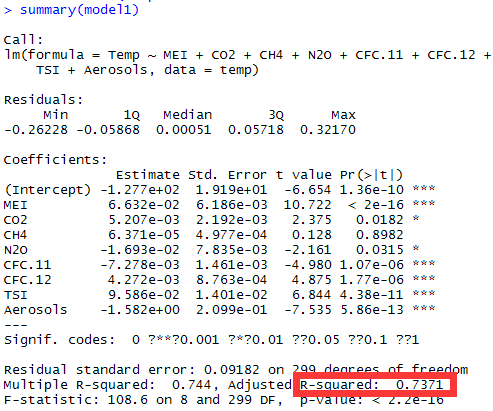 > summary(model1)
Call:
lm(formula = Temp ~ MEI + CO2 + CH4 + N2O + CFC.11 + CFC.12 +
TSI + Aerosols, data = temp)
Residuals:
Min 1Q Median 3Q Max
-0.26228 -0.05868 0.00051 0.05718 0.32170
Coefficients:
Estimate Std. Error t value Pr(>|t|)
(Intercept) -1.277e+02 1.919e+01 -6.654 1.36e-10 ***
MEI 6.632e-02 6.186e-03 10.722 < 2e-16 ***
CO2 5.207e-03 2.192e-03 2.375 0.0182 *
CH4 6.371e-05 4.977e-04 0.128 0.8982
N2O -1.693e-02 7.835e-03 -2.161 0.0315 *
CFC.11 -7.278e-03 1.461e-03 -4.980 1.07e-06 ***
CFC.12 4.272e-03 8.763e-04 4.875 1.77e-06 ***
TSI 9.586e-02 1.401e-02 6.844 4.38e-11 ***
Aerosols -1.582e+00 2.099e-01 -7.535 5.86e-13 ***
---
Signif. codes: 0 ?**?0.001 ?*?0.01 ??0.05 ??0.1 ??1
Residual standard error: 0.09182 on 299 degrees of freedom
Multiple R-squared: 0.744, Adjusted R-squared: 0.7371
F-statistic: 108.6 on 8 and 299 DF, p-value: < 2.2e-16